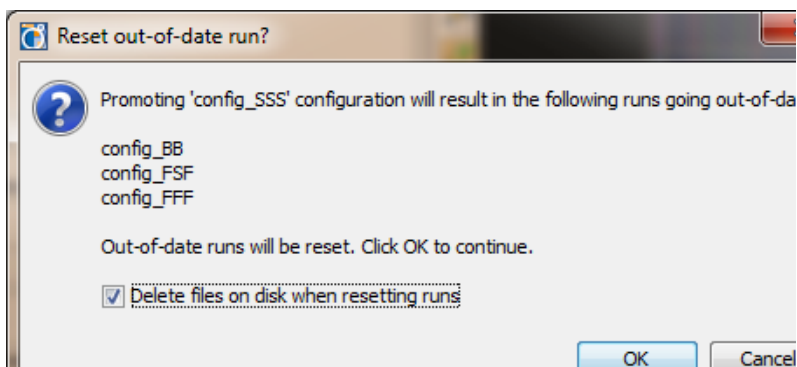 Reset out-of-date run?
Promoting 'config_SSS' configuration will result in the following runs going out-of-da
config_BB
config_FSF
config_FFF
Out-of-date runs will be reset. Click OK to continue.
Delete files on disk when resetting runs
OK
Cancel